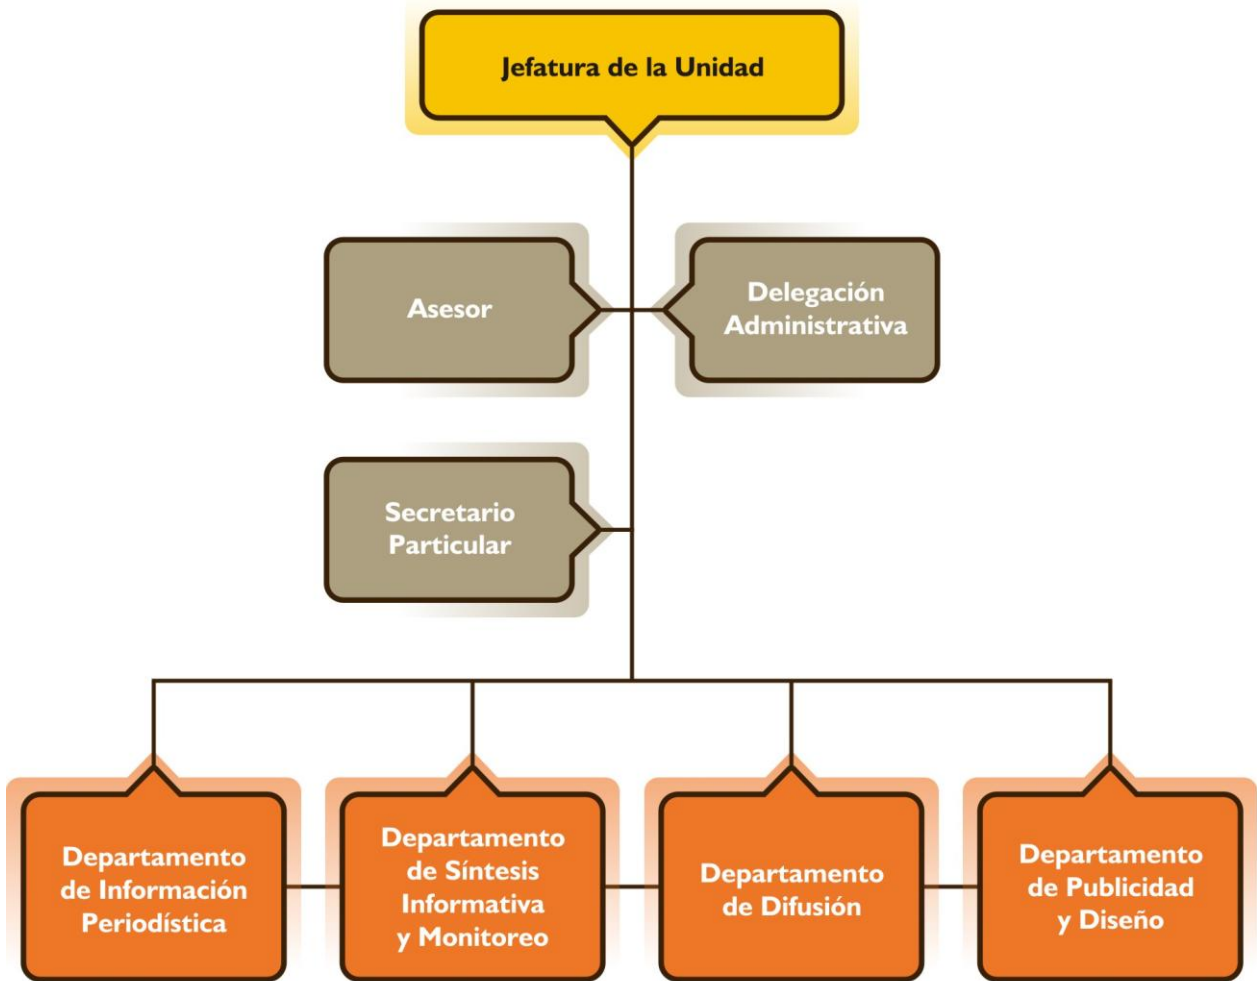 Jefatura de la Unidad
Asesor
Delegación
Administrativa
Secretario
Particular
Departamento
de Información
Periodística
Departamento
de Síntesis
Informativa
y Monitoreo
Departamento
de Difusión
Departamento
de Publicidad
y Diseño